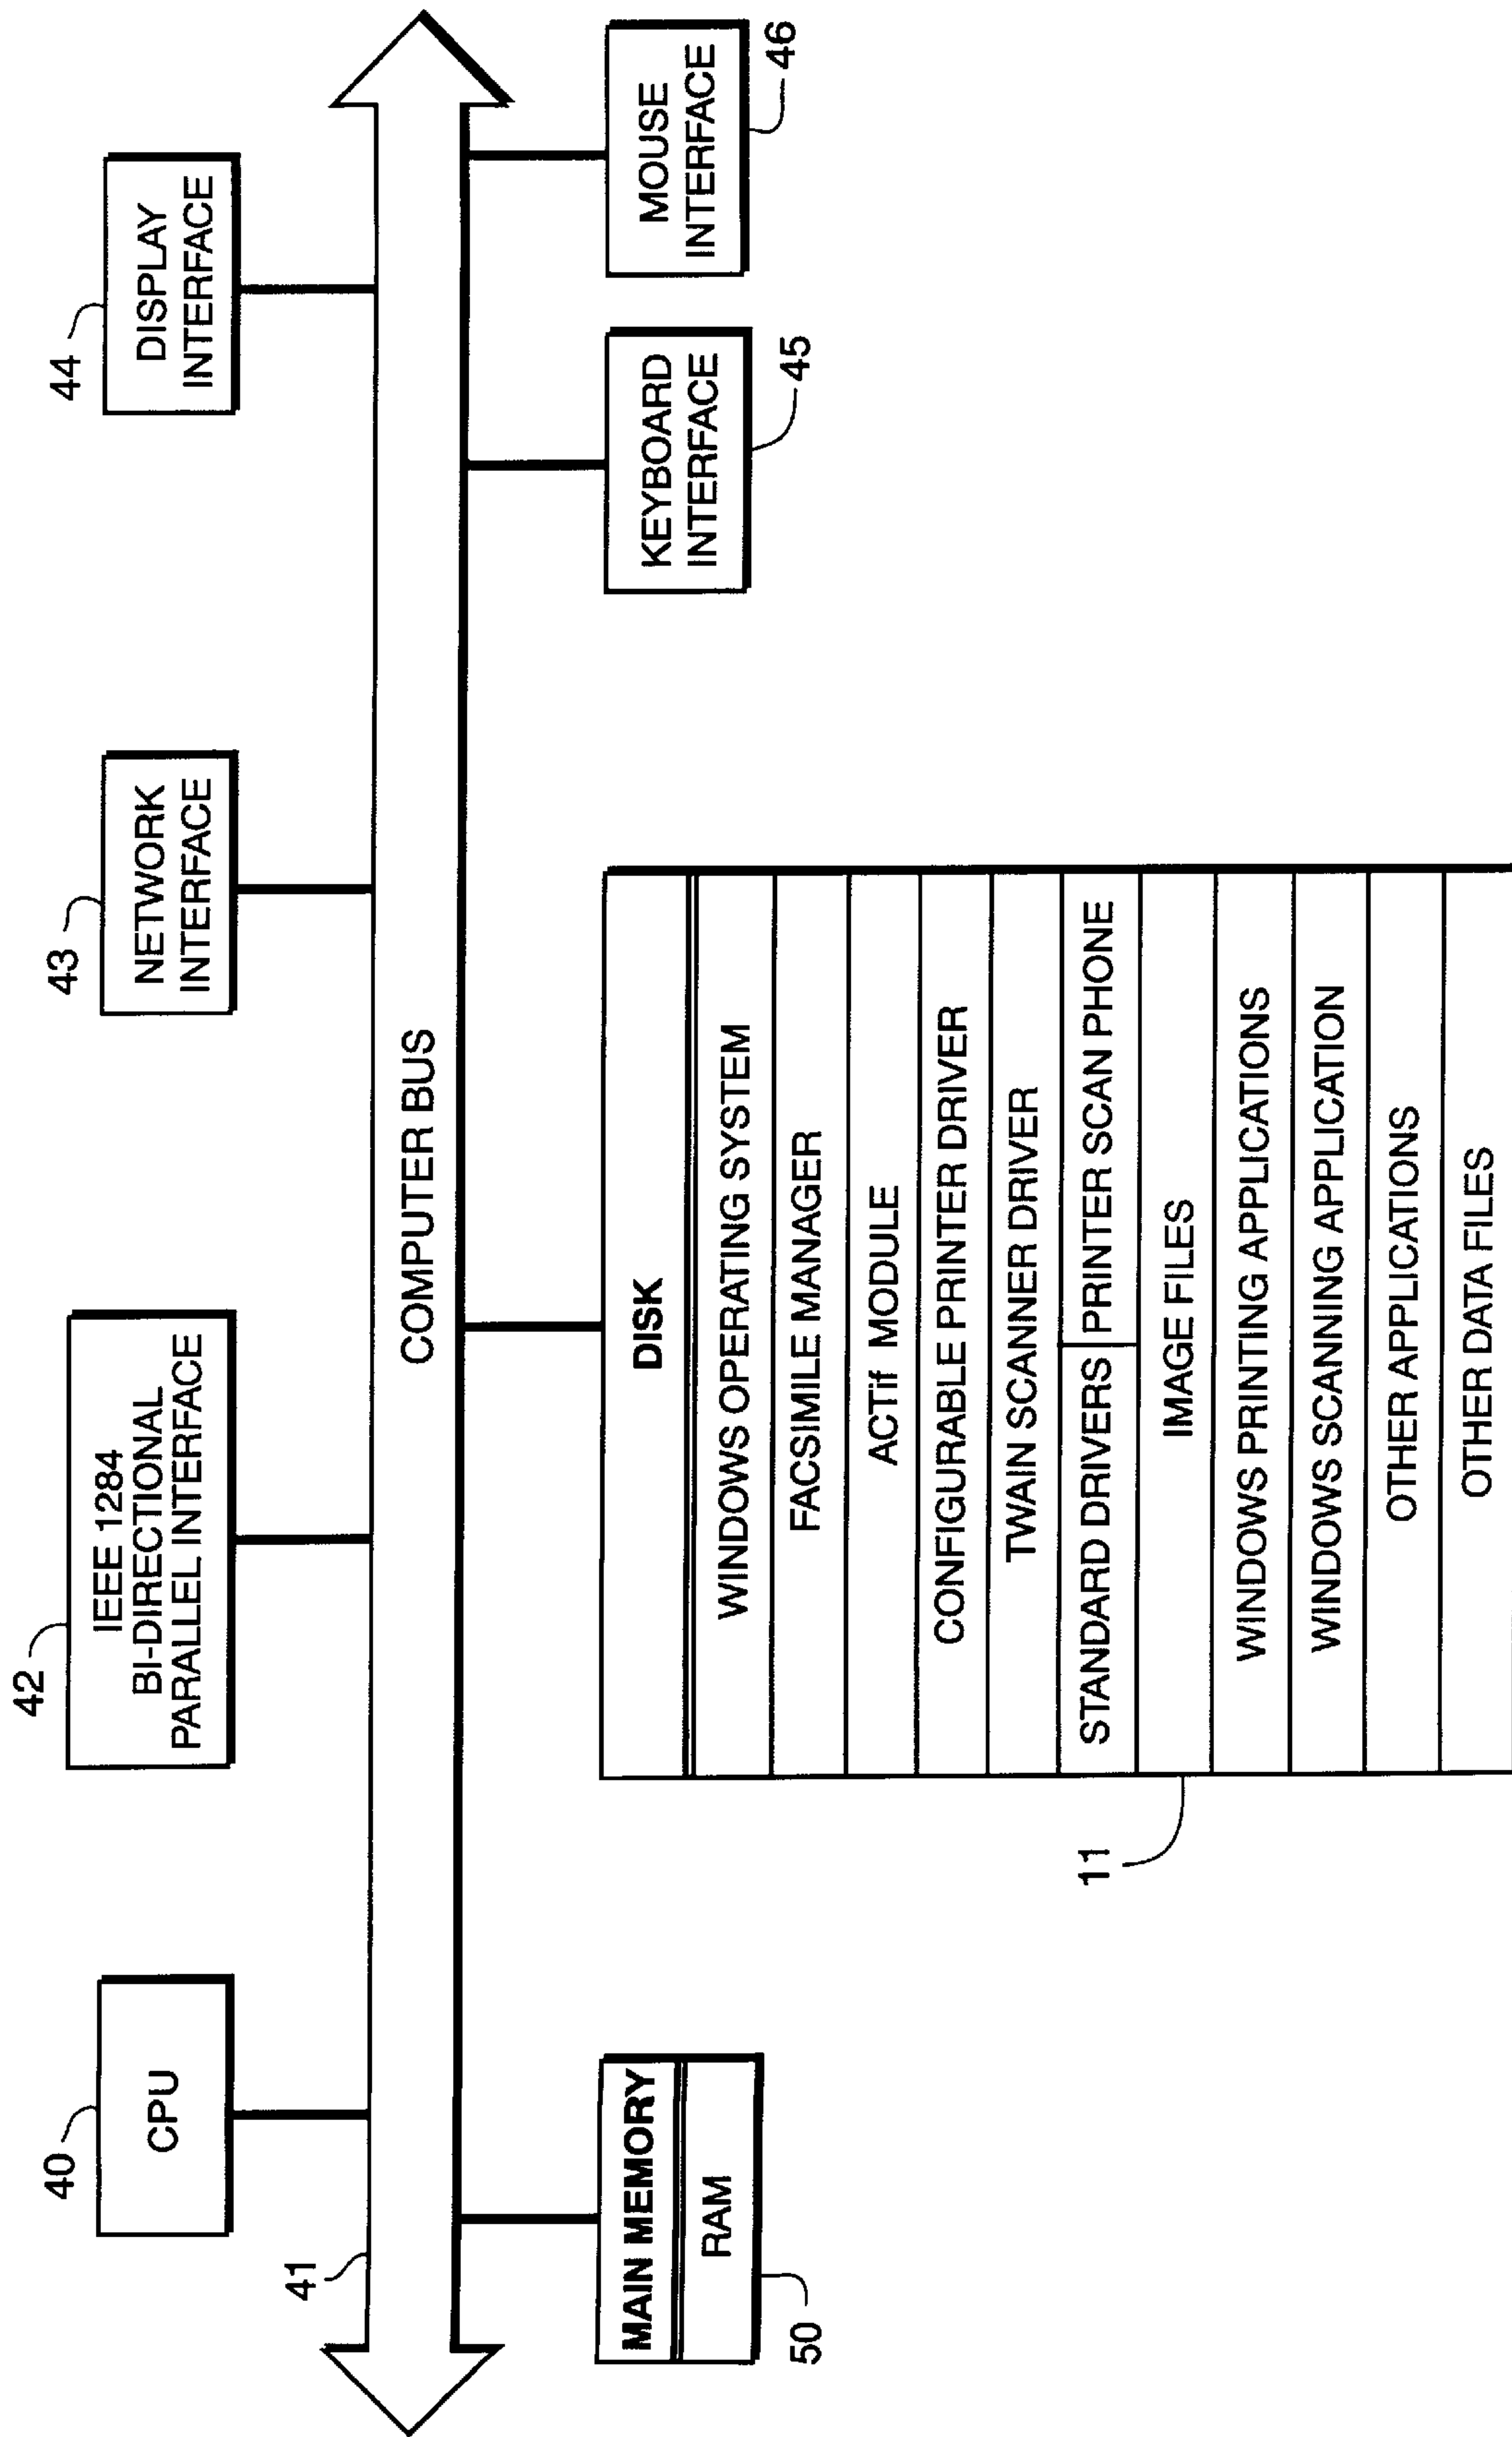 40
CPU
42
IEEE 1284
BI-DIRECTIONAL
PARALLEL INTERFACE
43
NETWORK
INTERFACE
44
DISPLAY
INTERFACE
41
COMPUTER BUS
MAIN MEMORY
RAM
50
DISK
WINDOWS OPERATING SYSTEM
FACSIMILE MANAGER
ACTif MODULE
CONFIGURABLE PRINTER DRIVER
TWAIN SCANNER DRIVER
STANDARD DRIVERS PRINTER SCAN PHONE
IMAGE FILES
WINDOWS PRINTING APPLICATIONS
WINDOWS SCANNING APPLICATION
OTHER APPLICATIONS
OTHER DATA FILES
11
KEYBOARD
INTERFACE
45
MOUSE
INTERFACE
46